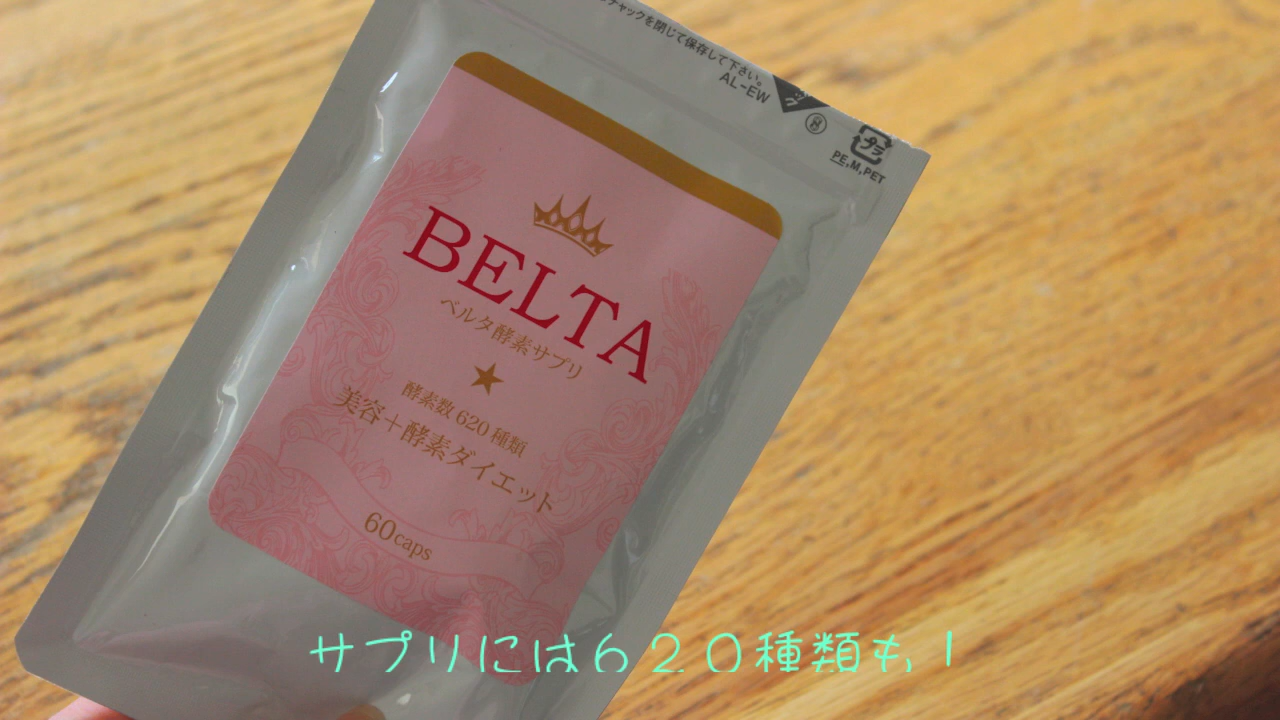 チャックを閉じて保存して下さい。
AL-EW
プラ
PE,M,PET
BELTA
ベルタ酵素サプリ
酵素数620種類
美容+酵素ダイエット
60caps
サプリには620種類も!